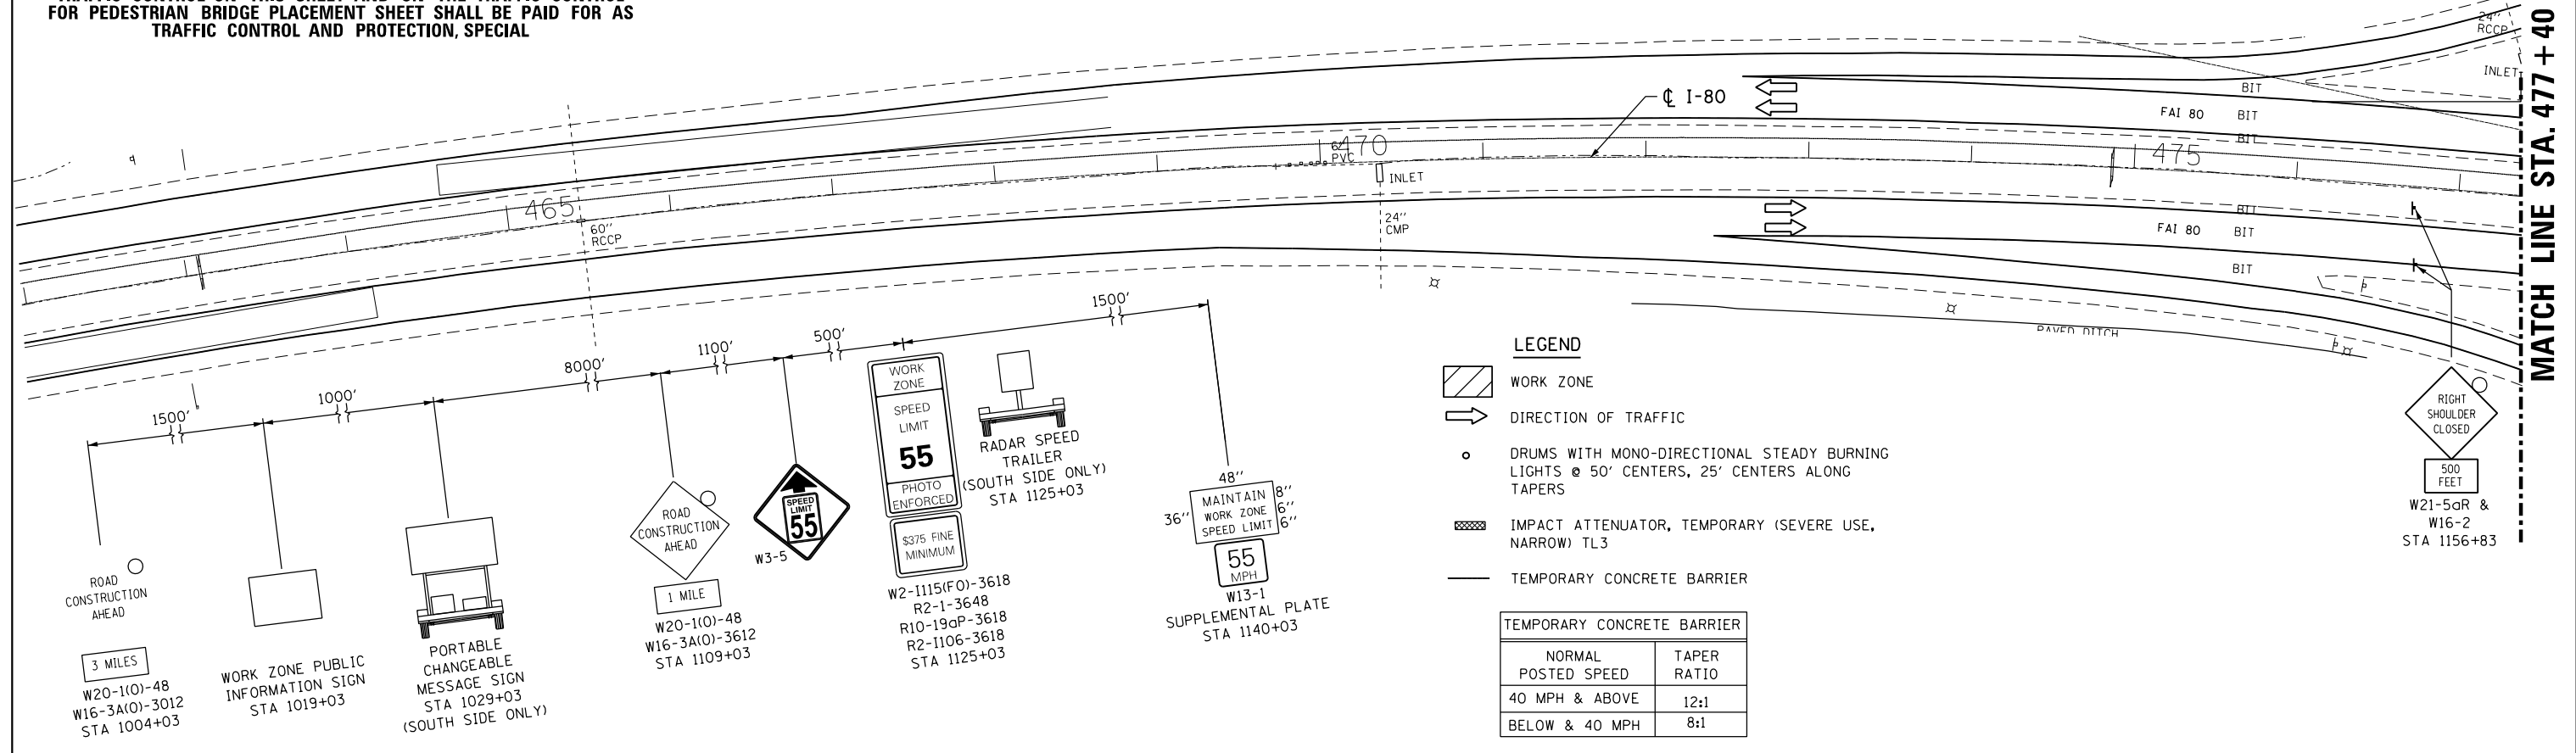 FOR PEDESTRIAN BRIDGE PLACEMENT SHEET SHALL BE PAID FOR AS
TRAFFIC CONTROL AND PROTECTION, SPECIAL
24"
RCCP
INLET
BIT
FAI 80 BIT
BIT
℄ I-80
465
470
475
6"
PVC
INLET
60"
RCCP
24"
CMP
BIT
FAI 80 BIT
BIT
PAVED DITCH
MATCH LINE STA. 477+40
1500'
1000'
8000'
1100'
500'
1500'
ROAD
CONSTRUCTION
AHEAD
3 MILES
W20-1(O)-48
W16-3A(O)-3012
STA 1004+03
WORK ZONE PUBLIC
INFORMATION SIGN
STA 1019+03
PORTABLE
CHANGEABLE
MESSAGE SIGN
STA 1029+03
(SOUTH SIDE ONLY)
ROAD
CONSTRUCTION
AHEAD
1 MILE
W20-1(O)-48
W16-3A(O)-3612
STA 1109+03
SPEED
LIMIT
55
W3-5
WORK
ZONE
SPEED
LIMIT
55
PHOTO
ENFORCED
$375 FINE
MINIMUM
W2-I115(FO)-3618
R2-1-3648
R10-19aP-3618
R2-I106-3618
STA 1125+03
RADAR SPEED
TRAILER
(SOUTH SIDE ONLY)
STA 1125+03
48"
36"
MAINTAIN
WORK ZONE
SPEED LIMIT
8"
6"
6"
55
MPH
W13-1
SUPPLEMENTAL PLATE
STA 1140+03
LEGEND
WORK ZONE
DIRECTION OF TRAFFIC
DRUMS WITH MONO-DIRECTIONAL STEADY BURNING
LIGHTS @ 50' CENTERS, 25' CENTERS ALONG
TAPERS
IMPACT ATTENUATOR, TEMPORARY (SEVERE USE,
NARROW) TL3
TEMPORARY CONCRETE BARRIER
TEMPORARY CONCRETE BARRIER
NORMAL
POSTED SPEED
TAPER
RATIO
40 MPH & ABOVE 12:1
BELOW & 40 MPH 8:1
RIGHT
SHOULDER
CLOSED
500
FEET
W21-5aR &
W16-2
STA 1156+83